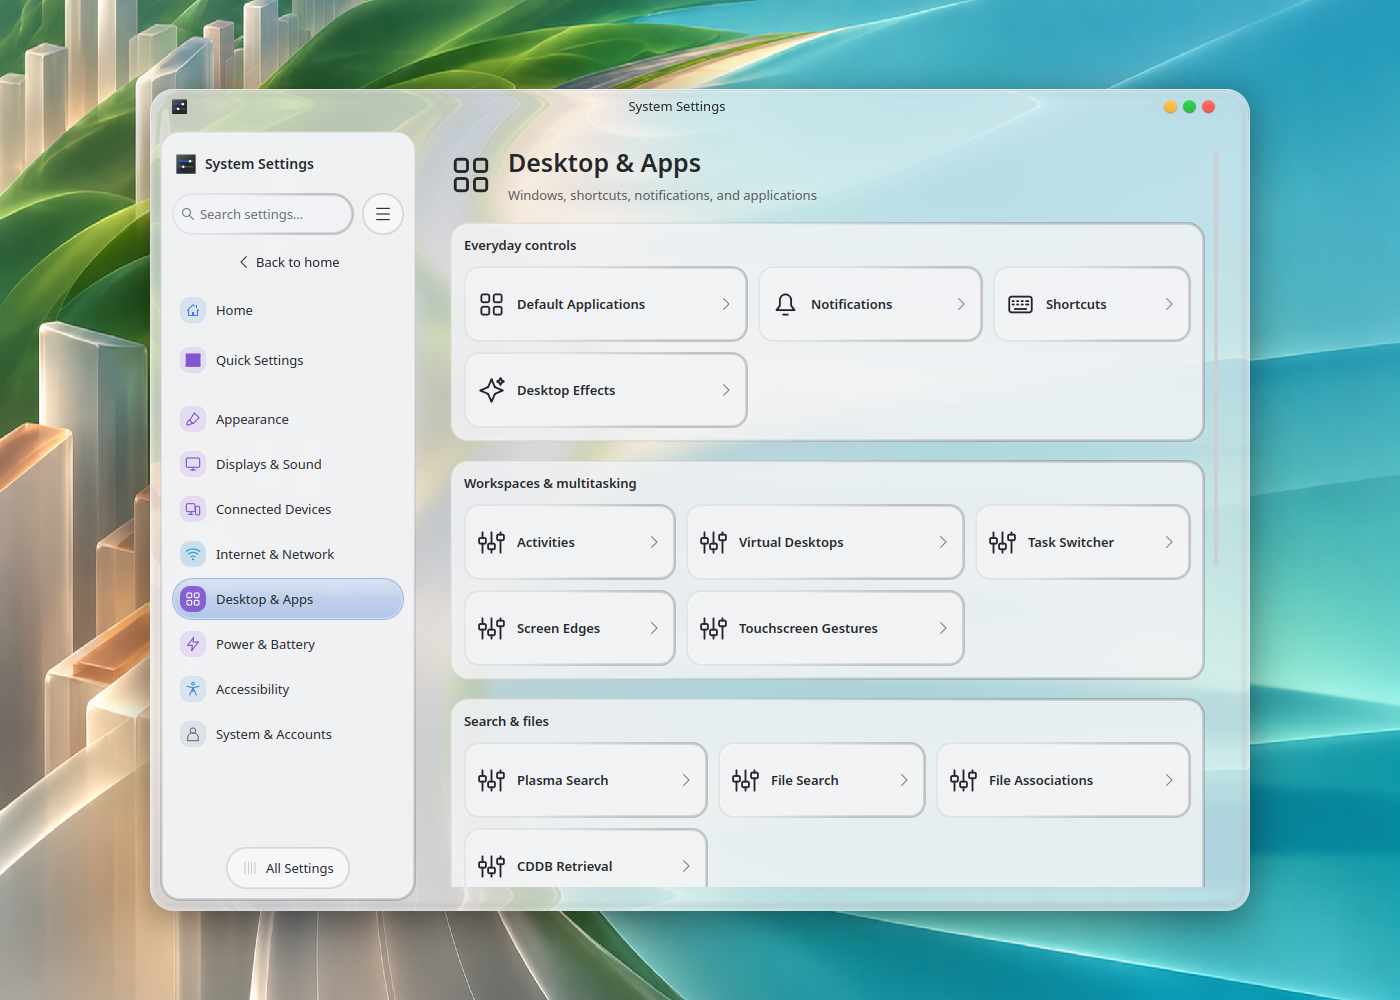 System Settings
System Settings
Search settings...
Back to home
Home
Quick Settings
Appearance
Displays & Sound
Connected Devices
Internet & Network
Desktop & Apps
Power & Battery
Accessibility
System & Accounts
All Settings
Desktop & Apps
Windows, shortcuts, notifications, and applications
Everyday controls
Default Applications
Notifications
Shortcuts
Desktop Effects
Workspaces & multitasking
Activities
Virtual Desktops
Task Switcher
Screen Edges
Touchscreen Gestures
Search & files
Plasma Search
File Search
File Associations
CDDB Retrieval